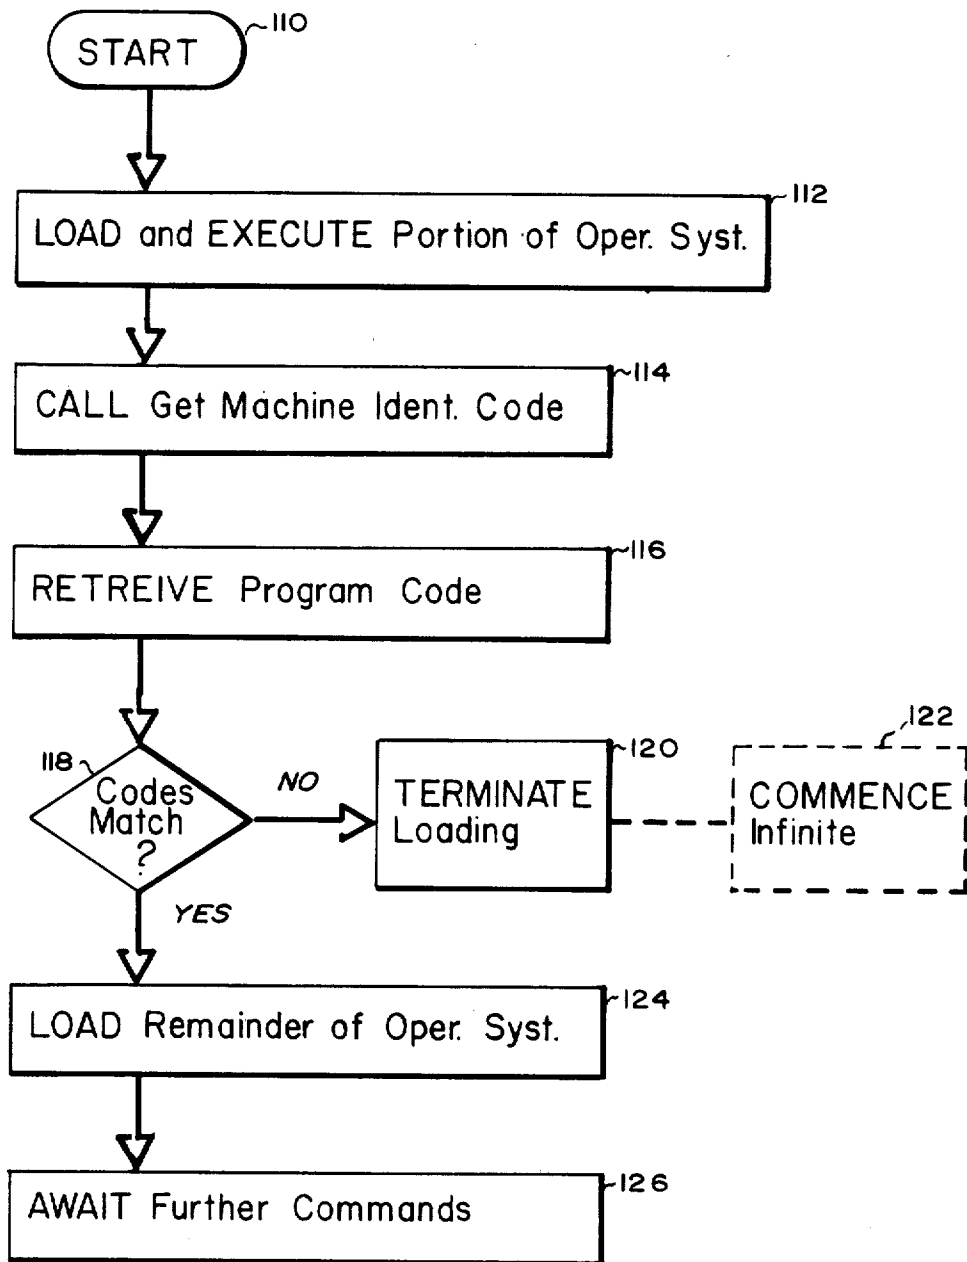 START
110
112
LOAD and EXECUTE Portion of Oper. Syst.
114
CALL Get Machine Ident. Code
116
RETREIVE Program Code
118
Codes
Match
?
NO
YES
120
TERMINATE
Loading
122
COMMENCE
Infinite
124
LOAD Remainder of Oper. Syst.
126
AWAIT Further Commands